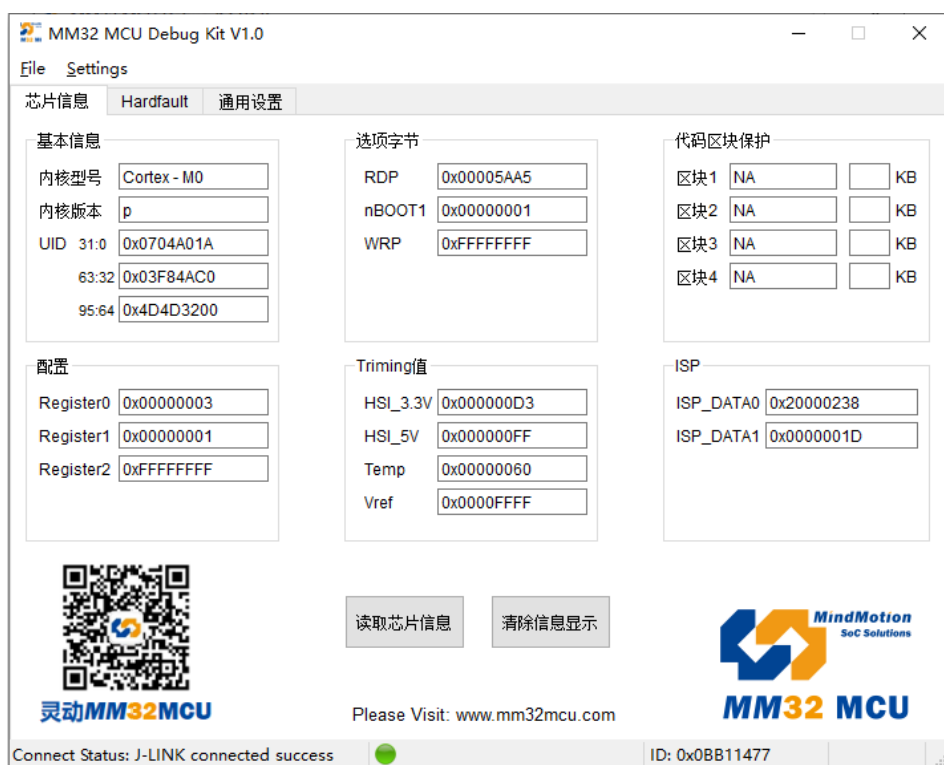 MM32 MCU Debug Kit V1.0
File Settings
芯片信息 Hardfault 通用设置
基本信息
内核型号 Cortex - M0
内核版本 p
UID 31:0 0x0704A01A
63:32 0x03F84AC0
95:64 0x4D4D3200
选项字节
RDP 0x00005AA5
nBOOT1 0x00000001
WRP 0xFFFFFFFF
代码区块保护
区块1 NA KB
区块2 NA KB
区块3 NA KB
区块4 NA KB
配置
Register0 0x00000003
Register1 0x00000001
Register2 0xFFFFFFFF
Triming值
HSI_3.3V 0x000000D3
HSI_5V 0x000000FF
Temp 0x00000060
Vref 0x0000FFFF
ISP
ISP_DATA0 0x20000238
ISP_DATA1 0x0000001D
灵动MM32MCU
读取芯片信息 清除信息显示
Please Visit: www.mm32mcu.com
MindMotion
SoC Solutions
MM32 MCU
Connect Status: J-LINK connected success ID: 0x0BB11477